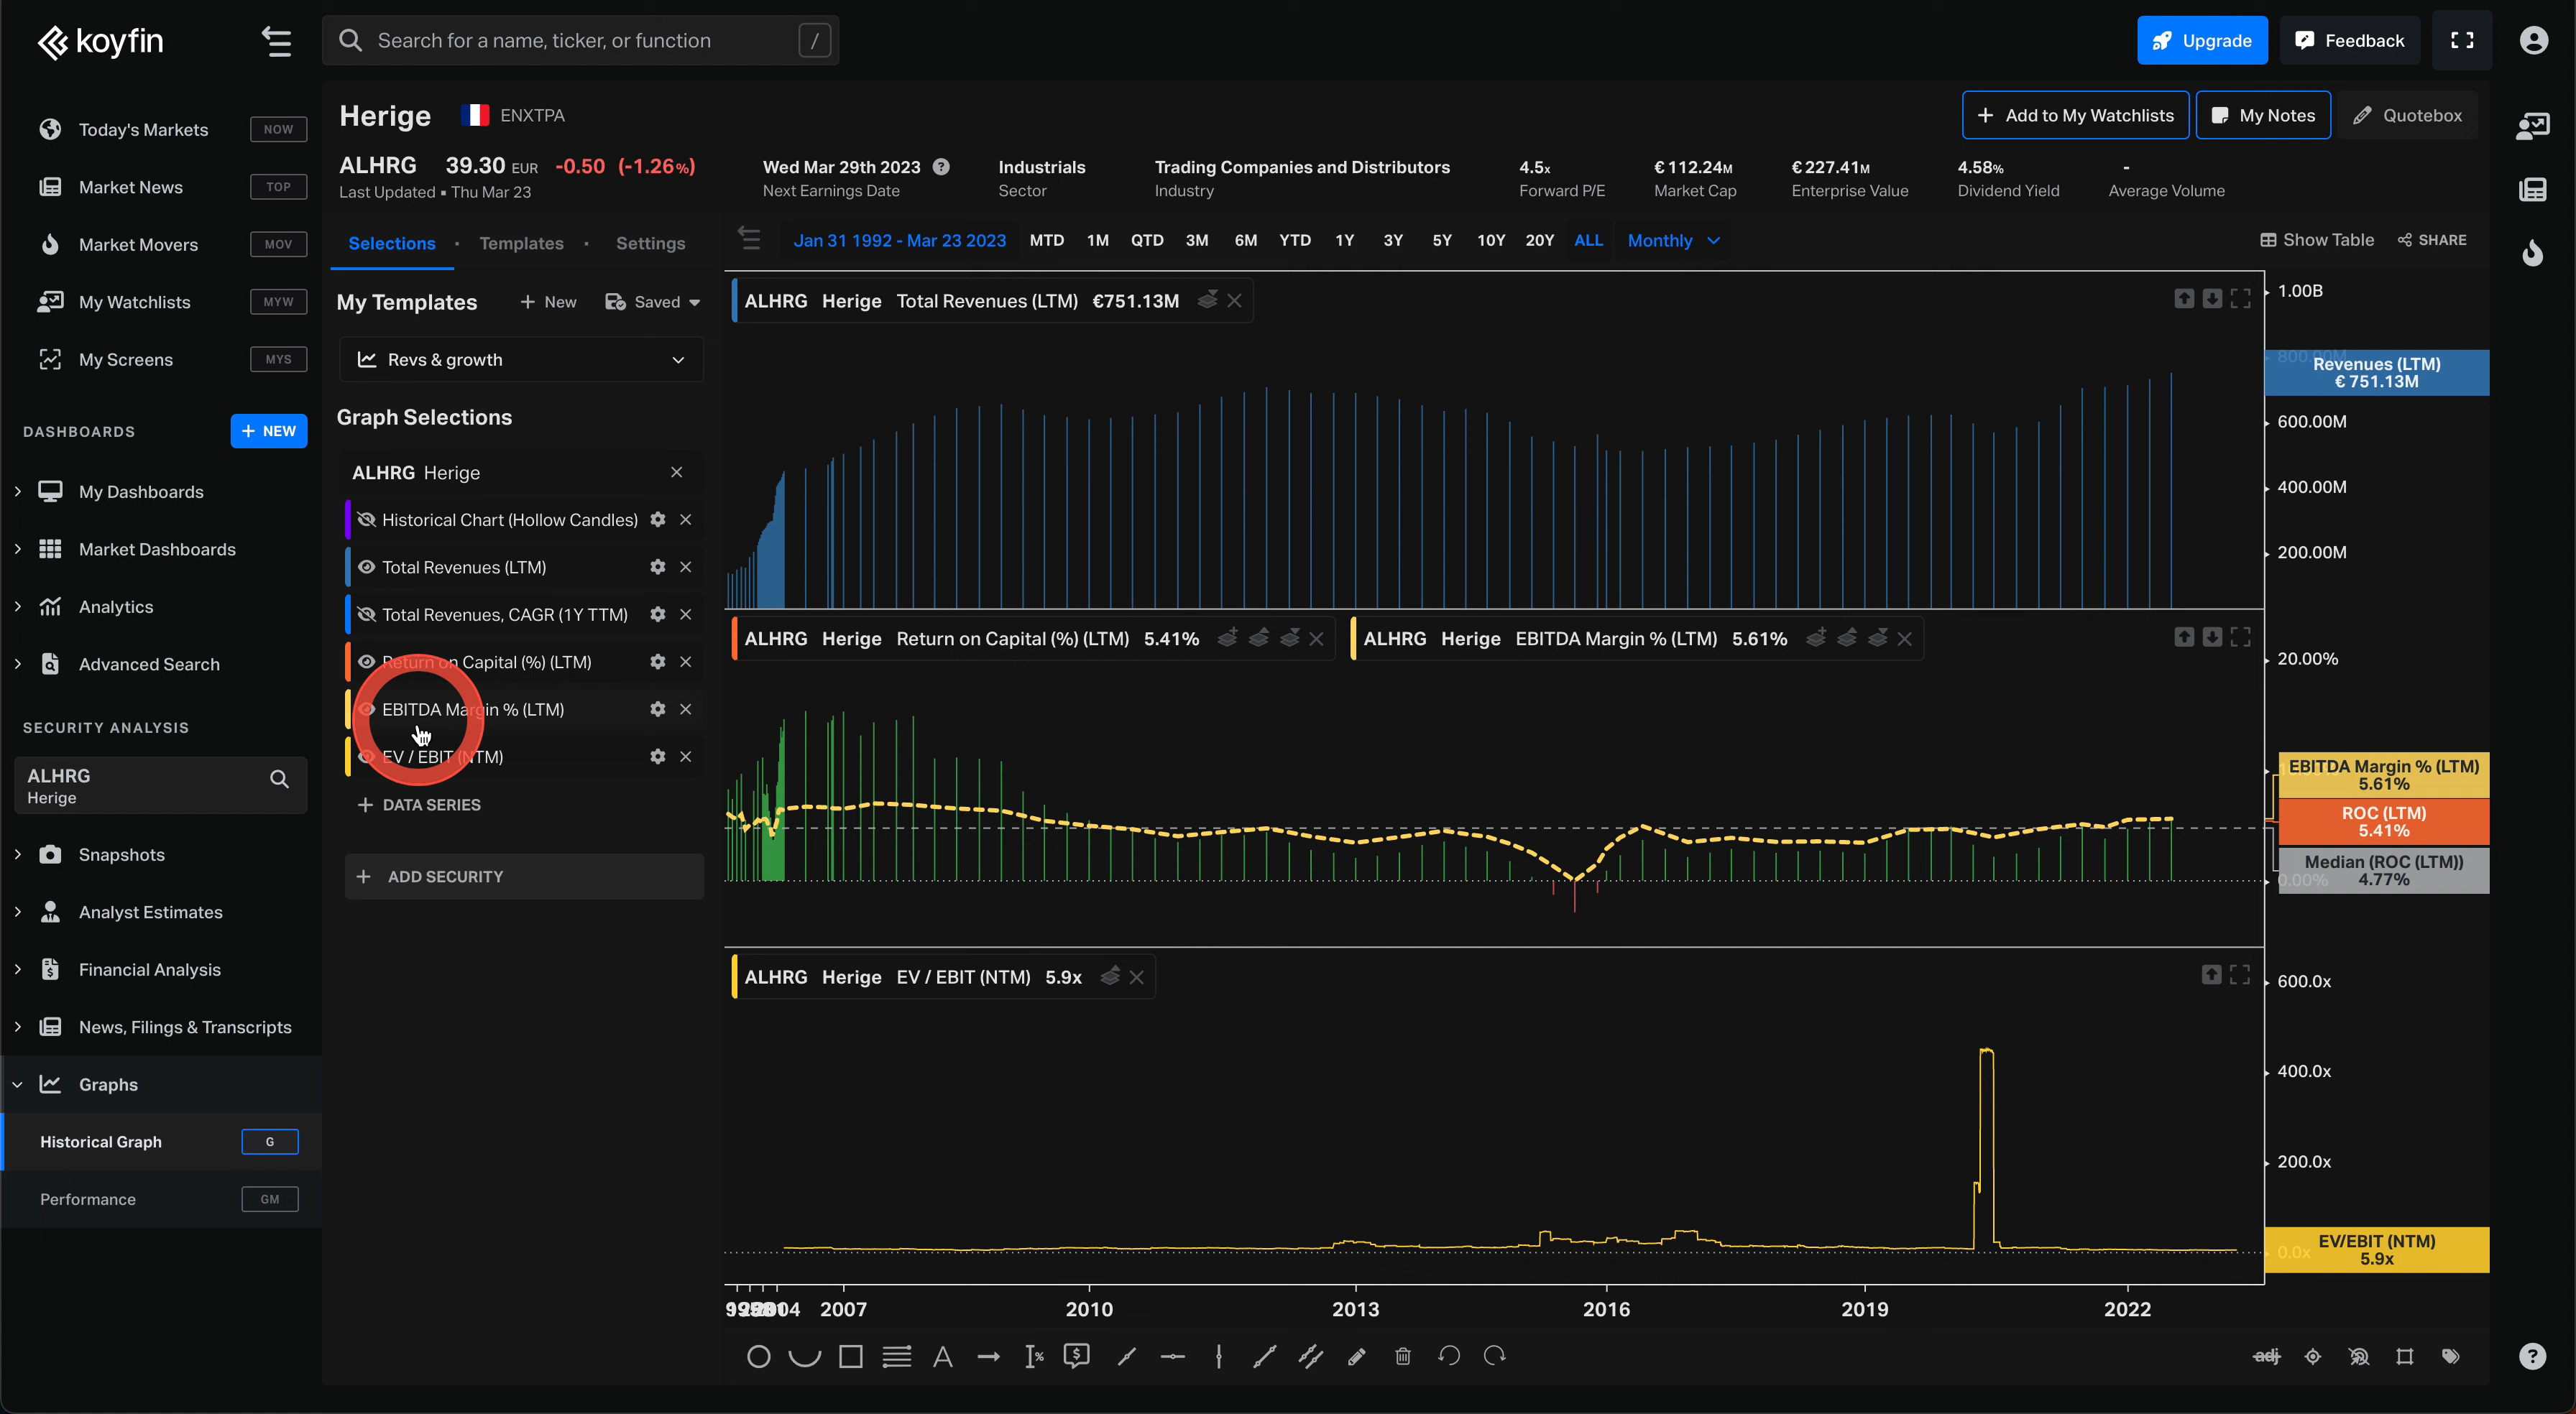 koyfin
Search for a name, ticker, or function
/
Upgrade
Feedback
Today's Markets NOW
Market News TOP
Market Movers MOV
My Watchlists MYW
My Screens MYS
DASHBOARDS + NEW
My Dashboards
Market Dashboards
Analytics
Advanced Search
SECURITY ANALYSIS
ALHRG
Herige
Snapshots
Analyst Estimates
Financial Analysis
News, Filings & Transcripts
Graphs
Historical Graph G
Performance GM
Herige ENXTPA
+ Add to My Watchlists My Notes Quotebox
ALHRG 39.30 EUR -0.50 (-1.26%)
Last Updated ▪ Thu Mar 23
Wed Mar 29th 2023 ?
Next Earnings Date
Industrials
Sector
Trading Companies and Distributors
Industry
4.5x
Forward P/E
€ 112.24M
Market Cap
€ 227.41M
Enterprise Value
4.58%
Dividend Yield
-
Average Volume
Selections · Templates · Settings
Jan 31 1992 - Mar 23 2023 MTD 1M QTD 3M 6M YTD 1Y 3Y 5Y 10Y 20Y ALL Monthly
Show Table SHARE
My Templates + New Saved
Revs & growth
Graph Selections
ALHRG Herige
Historical Chart (Hollow Candles)
Total Revenues (LTM)
Total Revenues, CAGR (1Y TTM)
Return on Capital (%) (LTM)
EBITDA Margin % (LTM)
EV / EBIT (NTM)
+ DATA SERIES
+ ADD SECURITY
ALHRG Herige Total Revenues (LTM) €751.13M
1.00B
800.00M
Revenues (LTM)
€ 751.13M
600.00M
400.00M
200.00M
ALHRG Herige Return on Capital (%) (LTM) 5.41%
ALHRG Herige EBITDA Margin % (LTM) 5.61%
20.00%
EBITDA Margin % (LTM)
5.61%
ROC (LTM)
5.41%
Median (ROC (LTM))
4.77%
0.00%
ALHRG Herige EV / EBIT (NTM) 5.9x
600.0x
400.0x
200.0x
0.0x
EV/EBIT (NTM)
5.9x
2007 2010 2013 2016 2019 2022
A
%
$
adj
?